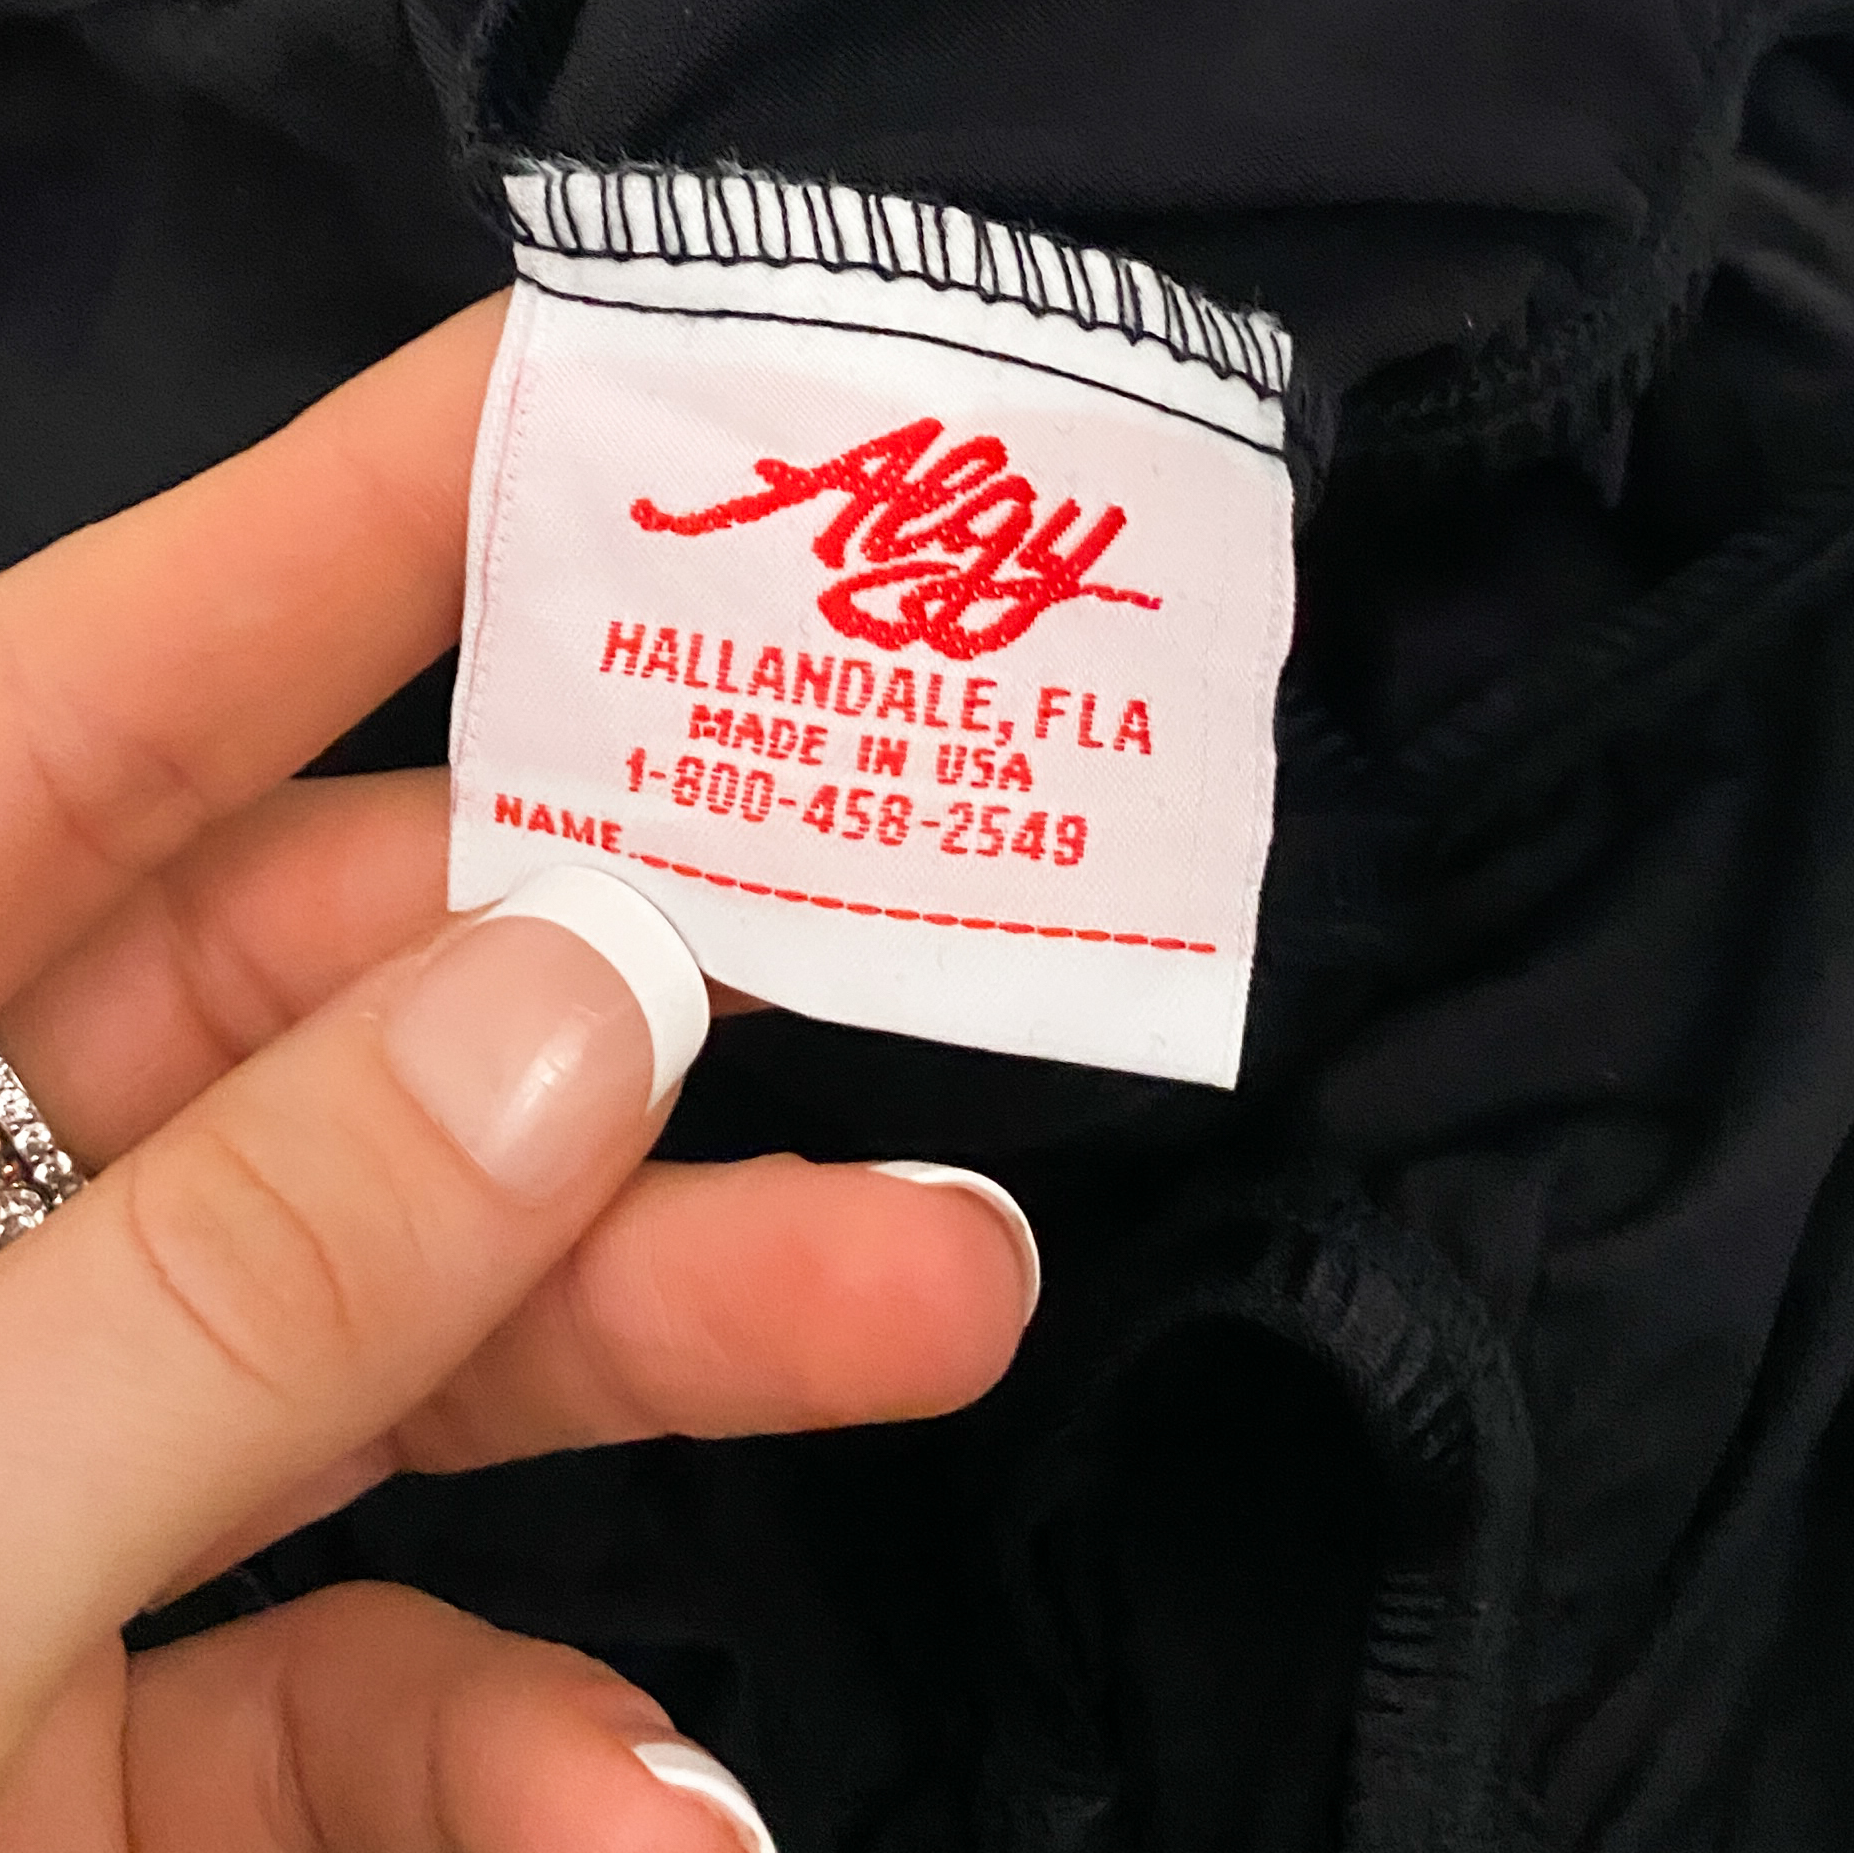 Algy
HALLANDALE, FLA
MADE IN USA
1-800-458-2549
NAME